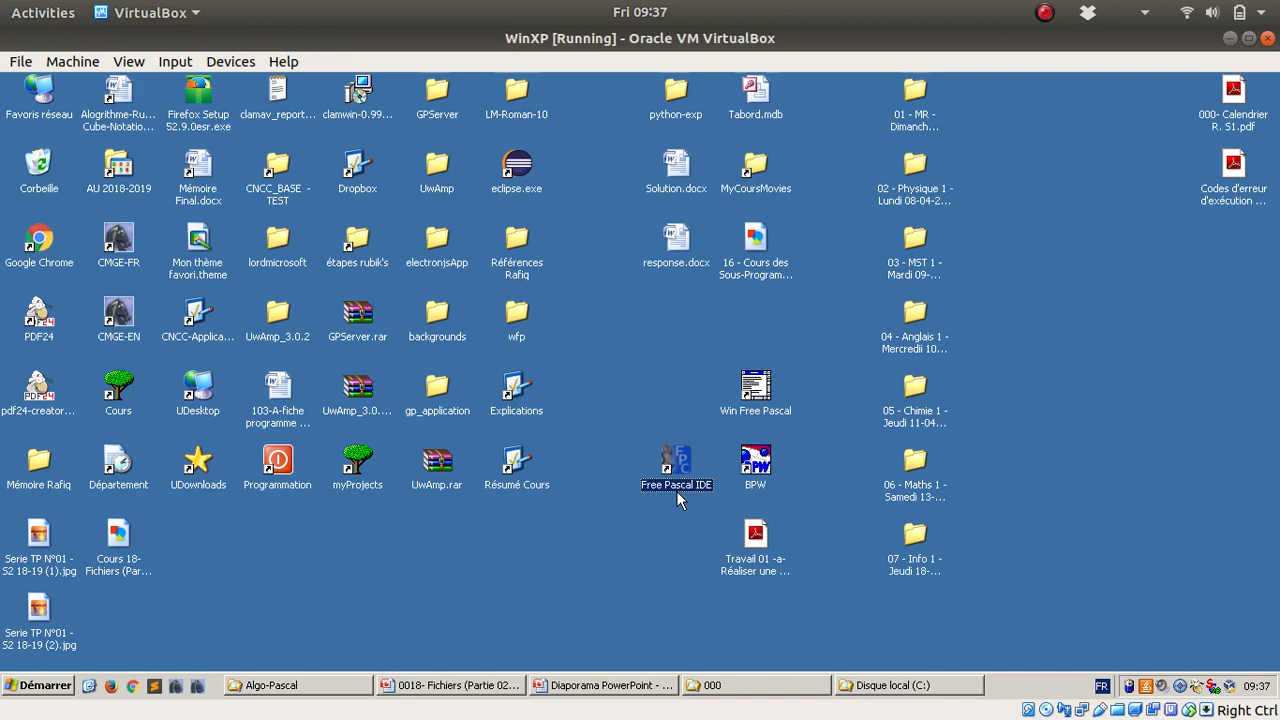 Activities VirtualBox Fri 09:37
WinXP [Running] - Oracle VM VirtualBox
File Machine View Input Devices Help
Favoris réseau
Alogrithme-Ru...
Cube-Notatio...
Firefox Setup
52.9.0esr.exe
clamav_report...
clamwin-0.99...
GPServer
LM-Roman-10
python-exp
Tabord.mdb
01 - MR -
Dimanch...
000- Calendrier
R. S1.pdf
Corbeille
AU 2018-2019
Mémoire
Final.docx
CNCC_BASE -
TEST
Dropbox
UwAmp
eclipse.exe
Solution.docx
MyCoursMovies
02 - Physique 1 -
Lundi 08-04-2...
Codes d'erreur
d'exécution ...
Google Chrome
CMGE-FR
Mon thème
favori.theme
lordmicrosoft
étapes rubik's
electronjsApp
Références
Rafiq
response.docx
16 - Cours des
Sous-Program...
03 - MST 1 -
Mardi 09-...
PDF24
CMGE-EN
CNCC-Applica...
UwAmp_3.0.2
GPServer.rar
backgrounds
wfp
04 - Anglais 1 -
Mercredi 10...
pdf24-creator...
Cours
UDesktop
103-A-fiche
programme ...
UwAmp_3.0....
gp_application
Explications
Win Free Pascal
05 - Chimie 1 -
Jeudi 11-04...
Mémoire Rafiq
Département
UDownloads
Programmation
myProjects
UwAmp.rar
Résumé Cours
FPC
Free Pascal IDE
BPW
BPW
06 - Maths 1 -
Samedi 13-...
Serie TP N°01 -
S2 18-19 (1).jpg
Cours 18-
Fichiers (Par...
Travail 01 -a-
Réaliser une ...
07 - Info 1 -
Jeudi 18-...
Serie TP N°01 -
S2 18-19 (2).jpg
Démarrer Algo-Pascal 0018- Fichiers (Partie 02... Diaporama PowerPoint - ... 000 Disque local (C:) FR 09:37
Right Ctrl